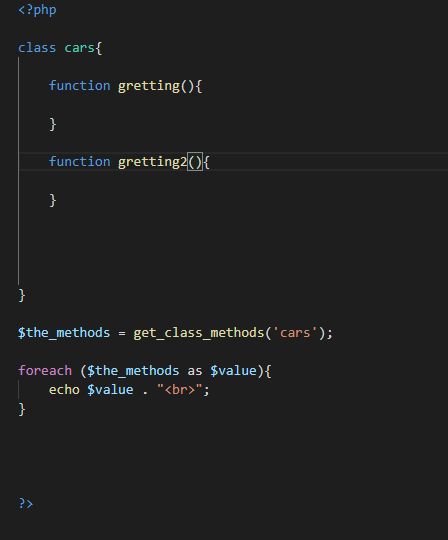 <?php
class cars{
function gretting(){
}
function gretting2(){
}
}
$the_methods = get_class_methods('cars');
foreach ($the_methods as $value){
echo $value . "<br>";
}
?>